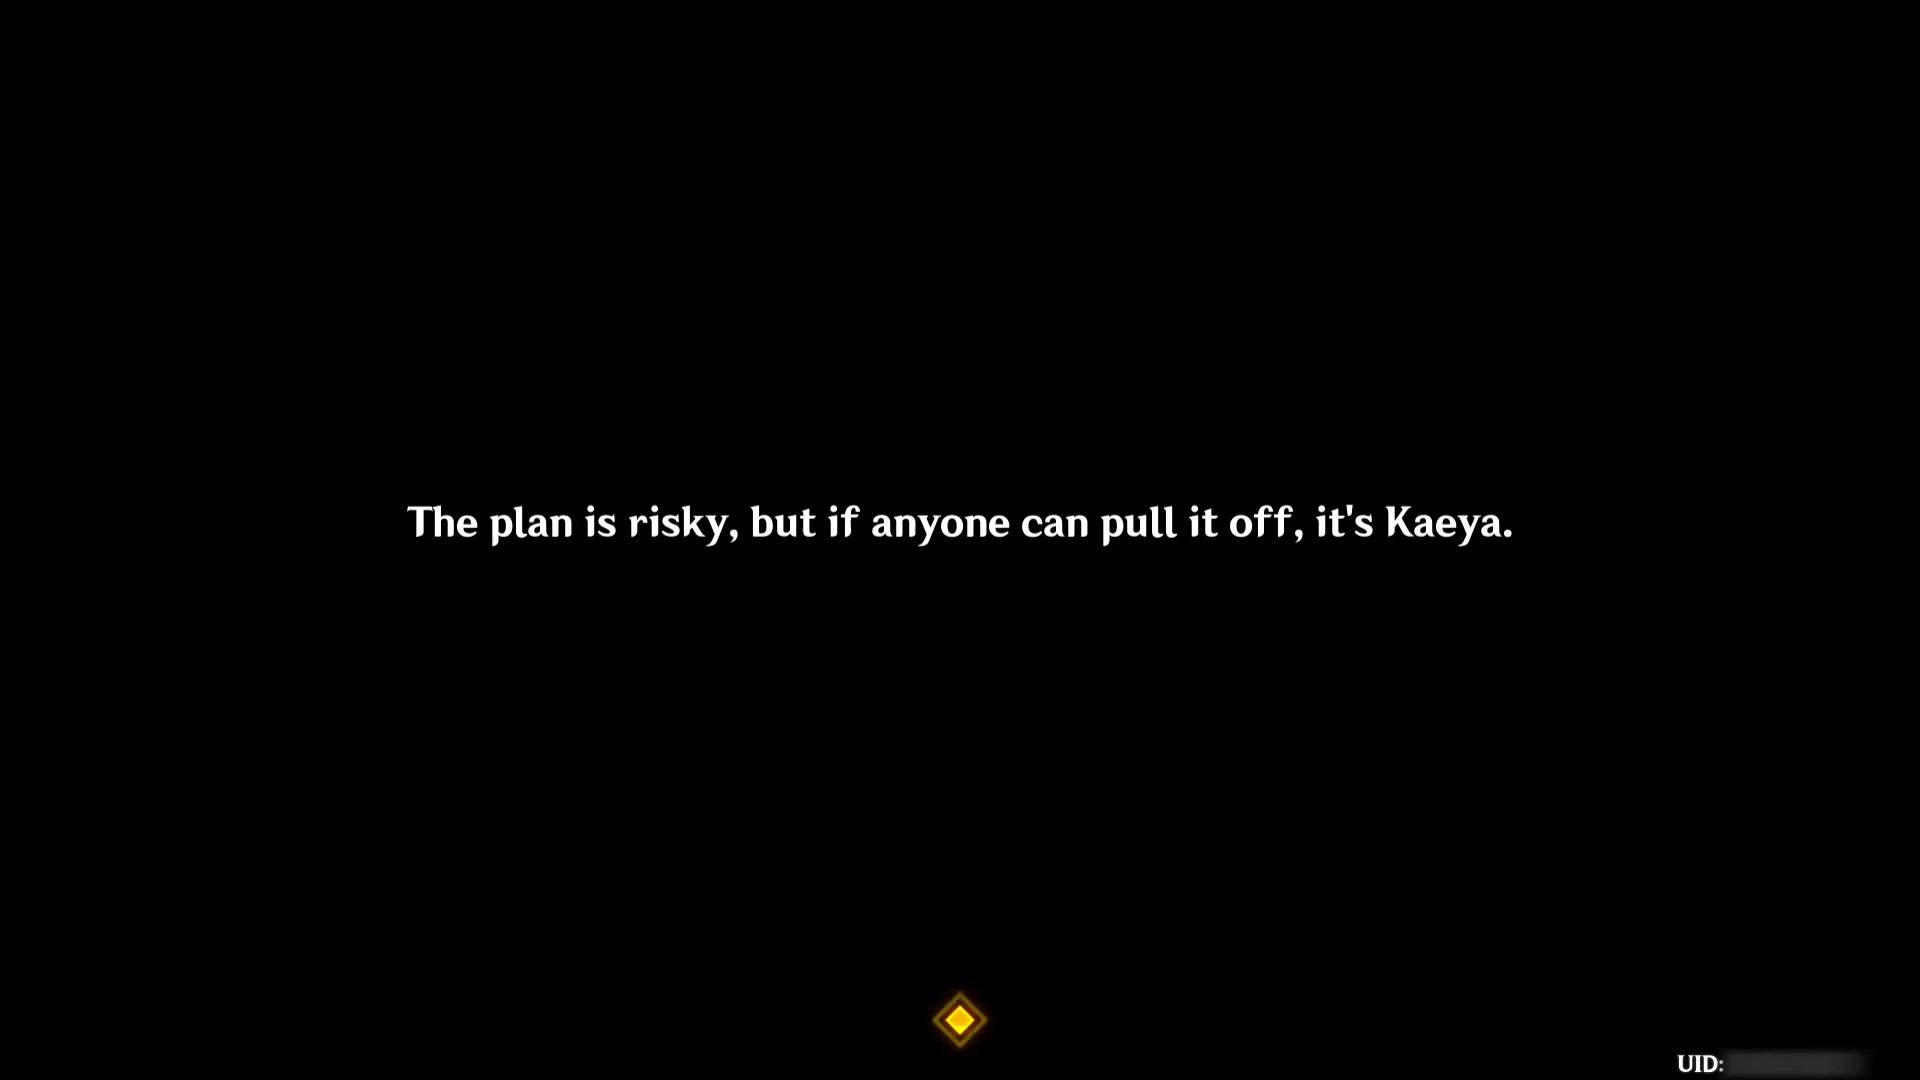 The plan is risky, but if anyone can pull it off, it's Kaeya.
UID: